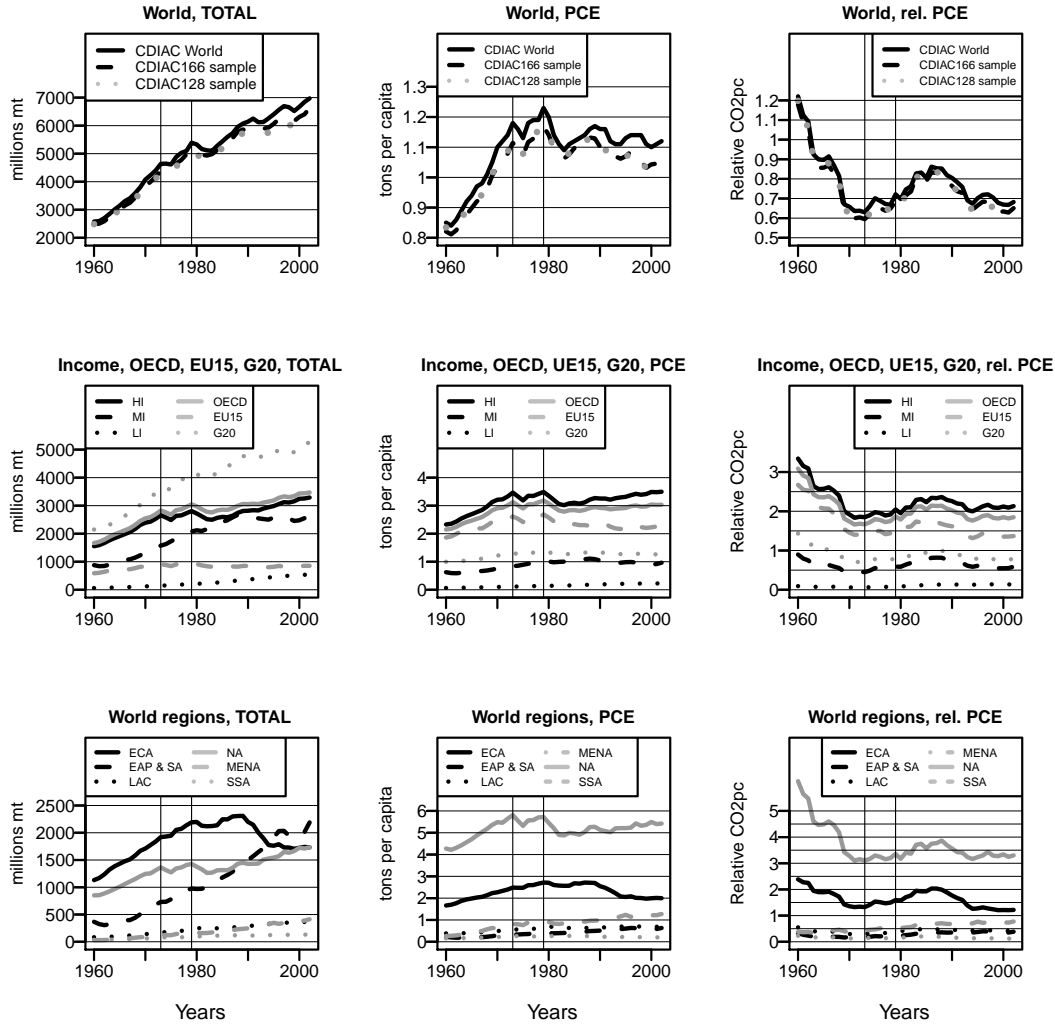 World, TOTAL
CDIAC World
CDIAC166 sample
CDIAC128 sample
millions mt
7000
6000
5000
4000
3000
2000
1960
1980
2000
World, PCE
CDIAC World
CDIAC166 sample
CDIAC128 sample
tons per capita
1.3
1.2
1.1
1.0
0.9
0.8
1960
1980
2000
World, rel. PCE
CDIAC World
CDIAC166 sample
CDIAC128 sample
Relative CO2pc
1.2
1.1
1
0.9
0.8
0.7
0.6
0.5
1960
1980
2000
Income, OECD, EU15, G20, TOTAL
HI OECD
MI EU15
LI G20
millions mt
5000
4000
3000
2000
1000
0
1960
1980
2000
Income, OECD, UE15, G20, PCE
HI OECD
MI EU15
LI G20
tons per capita
4
3
2
1
0
1960
1980
2000
Income, OECD, UE15, G20, rel. PCE
HI OECD
MI EU15
LI G20
Relative CO2pc
3
2
1
0
1960
1980
2000
World regions, TOTAL
ECA NA
EAP & SA MENA
LAC SSA
millions mt
2500
2000
1500
1000
500
0
1960
1980
2000
Years
World regions, PCE
ECA MENA
EAP & SA NA
LAC SSA
tons per capita
6
5
4
3
2
1
0
1960
1980
2000
Years
World regions, rel. PCE
ECA MENA
EAP & SA NA
LAC SSA
Relative CO2pc
5
4
3
2
1
0
1960
1980
2000
Years